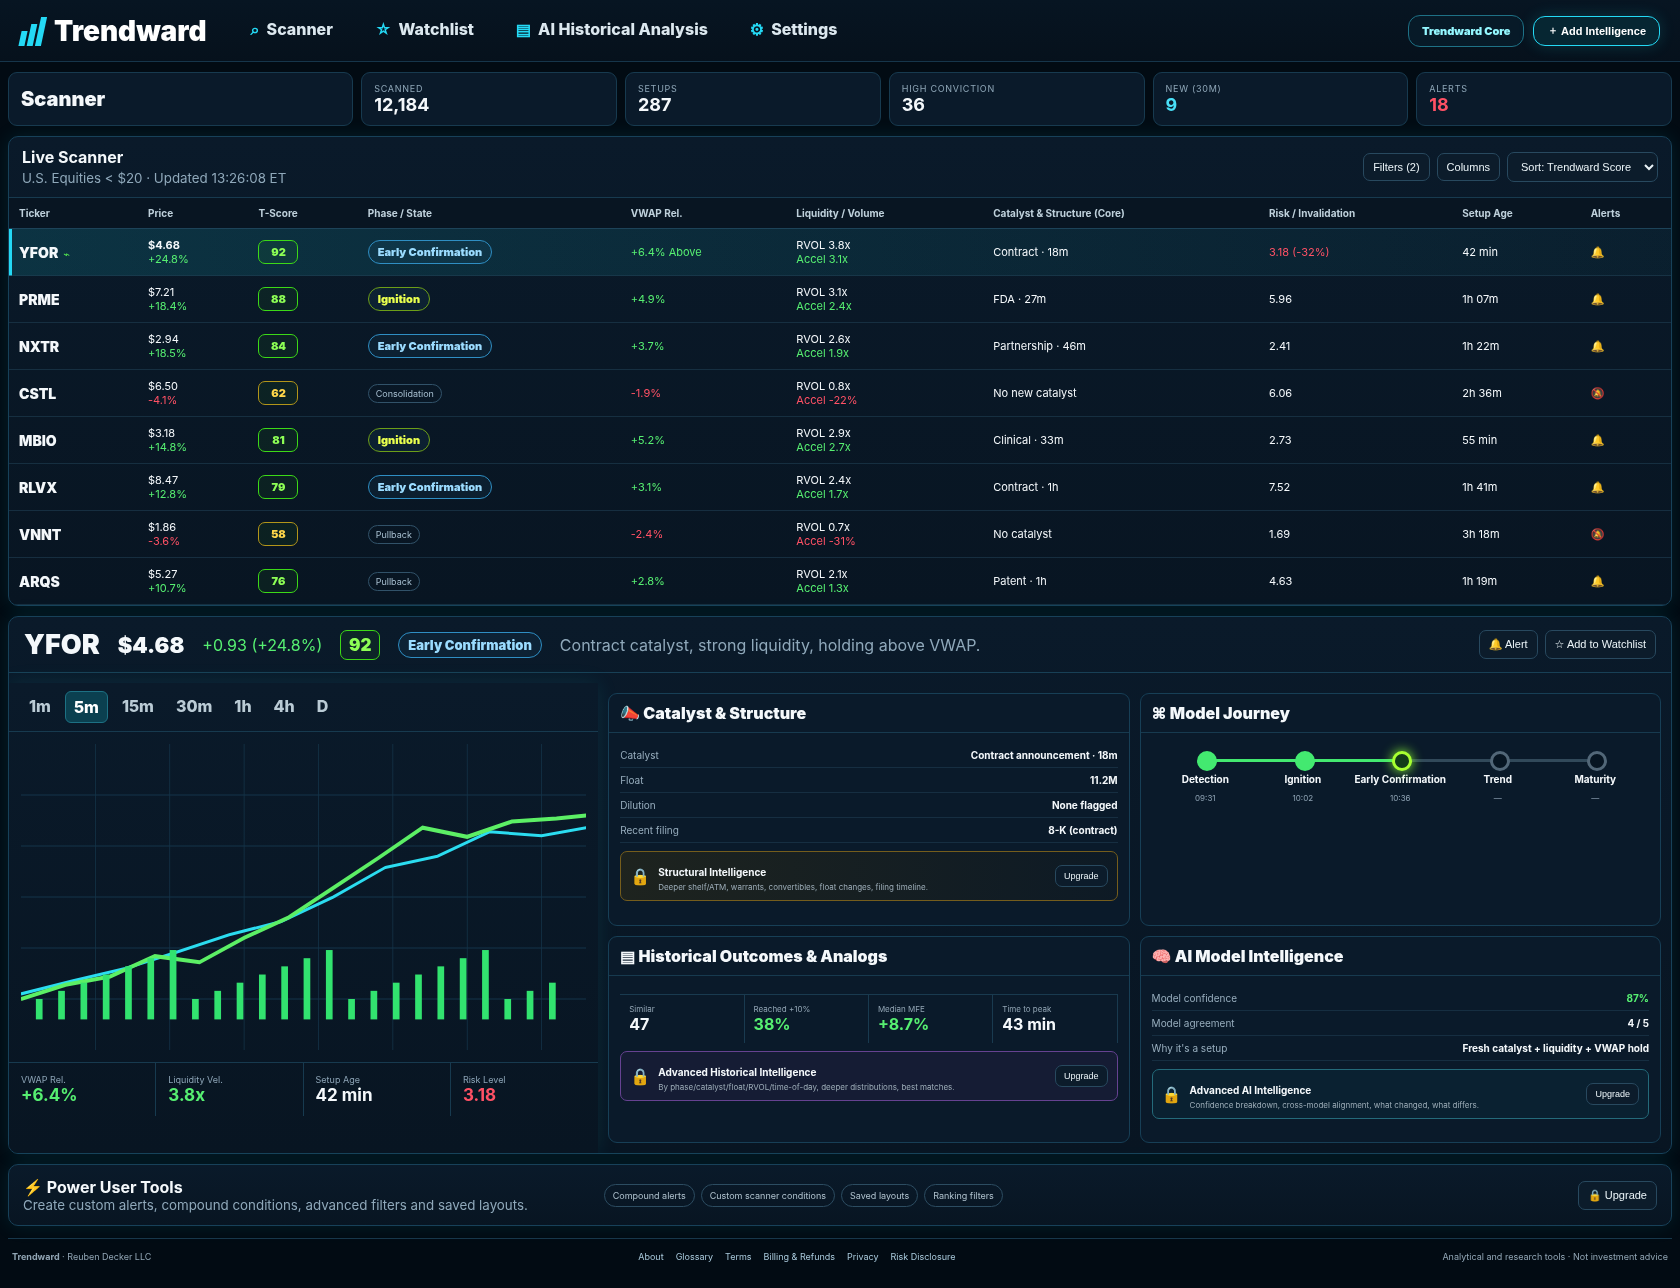 Trendward
Scanner
Watchlist
AI Historical Analysis
Settings
Trendward Core
+ Add Intelligence
Scanner
SCANNED
12,184
SETUPS
287
HIGH CONVICTION
36
NEW (30M)
9
ALERTS
18
Live Scanner
U.S. Equities < $20 · Updated 13:26:08 ET
Filters (2)
Columns
Sort: Trendward Score
Ticker Price T-Score Phase / State VWAP Rel. Liquidity / Volume Catalyst & Structure (Core) Risk / Invalidation Setup Age Alerts
YFOR $4.68 +24.8% 92 Early Confirmation +6.4% Above RVOL 3.8x Accel 3.1x Contract · 18m 3.18 (-32%) 42 min
PRME $7.21 +18.4% 88 Ignition +4.9% RVOL 3.1x Accel 2.4x FDA · 27m 5.96 1h 07m
NXTR $2.94 +18.5% 84 Early Confirmation +3.7% RVOL 2.6x Accel 1.9x Partnership · 46m 2.41 1h 22m
CSTL $6.50 -4.1% 62 Consolidation -1.9% RVOL 0.8x Accel -22% No new catalyst 6.06 2h 36m
MBIO $3.18 +14.8% 81 Ignition +5.2% RVOL 2.9x Accel 2.7x Clinical · 33m 2.73 55 min
RLVX $8.47 +12.8% 79 Early Confirmation +3.1% RVOL 2.4x Accel 1.7x Contract · 1h 7.52 1h 41m
VNNT $1.86 -3.6% 58 Pullback -2.4% RVOL 0.7x Accel -31% No catalyst 1.69 3h 18m
ARQS $5.27 +10.7% 76 Pullback +2.8% RVOL 2.1x Accel 1.3x Patent · 1h 4.63 1h 19m
YFOR $4.68 +0.93 (+24.8%) 92 Early Confirmation Contract catalyst, strong liquidity, holding above VWAP.
Alert
☆ Add to Watchlist
1m 5m 15m 30m 1h 4h D
VWAP Rel.
+6.4%
Liquidity Vel.
3.8x
Setup Age
42 min
Risk Level
3.18
Catalyst & Structure
Catalyst Contract announcement · 18m
Float 11.2M
Dilution None flagged
Recent filing 8-K (contract)
Structural Intelligence
Deeper shelf/ATM, warrants, convertibles, float changes, filing timeline.
Upgrade
⌘ Model Journey
Detection Ignition Early Confirmation Trend Maturity
09:31 10:02 10:36 — —
Historical Outcomes & Analogs
Similar
47
Reached +10%
38%
Median MFE
+8.7%
Time to peak
43 min
Advanced Historical Intelligence
By phase/catalyst/float/RVOL/time-of-day, deeper distributions, best matches.
Upgrade
AI Model Intelligence
Model confidence 87%
Model agreement 4 / 5
Why it's a setup Fresh catalyst + liquidity + VWAP hold
Advanced AI Intelligence
Confidence breakdown, cross-model alignment, what changed, what differs.
Upgrade
Power User Tools
Create custom alerts, compound conditions, advanced filters and saved layouts.
Compound alerts
Custom scanner conditions
Saved layouts
Ranking filters
Upgrade
Trendward · Reuben Decker LLC
About Glossary Terms Billing & Refunds Privacy Risk Disclosure
Analytical and research tools · Not investment advice